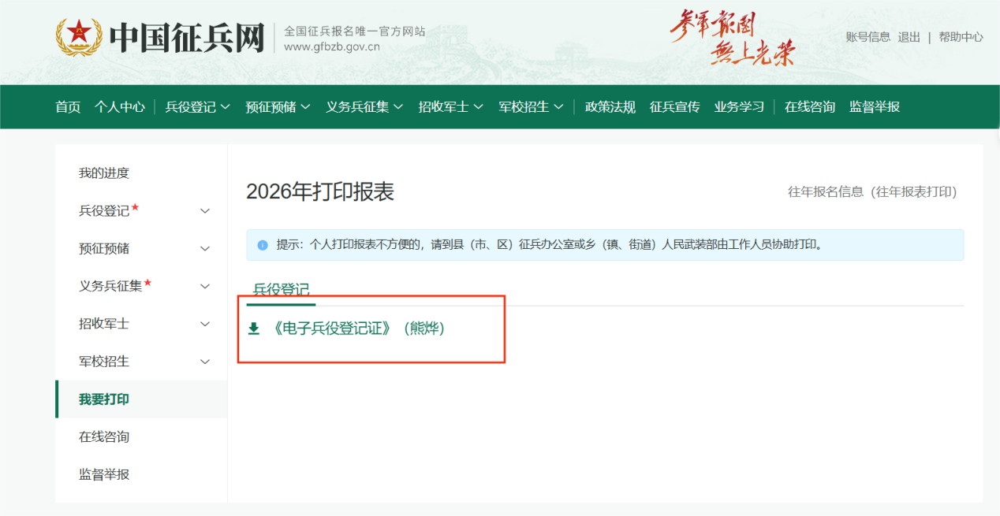 中国征兵网
全国征兵报名唯一官方网站
www.gfbzb.gov.cn
参军报国
無上光荣
账号信息 退出 | 帮助中心
首页 个人中心 兵役登记 预征预储 义务兵征集 招收军士 军校招生 政策法规 征兵宣传 业务学习 在线咨询 监督举报
我的进度
兵役登记*
预征预储
义务兵征集*
招收军士
军校招生
我要打印
在线咨询
监督举报
2026年打印报表
往年报名信息（往年报表打印）
提示：个人打印报表不方便的，请到县（市、区）征兵办公室或乡（镇、街道）人民武装部由工作人员协助打印。
兵役登记
《电子兵役登记证》（熊烨）